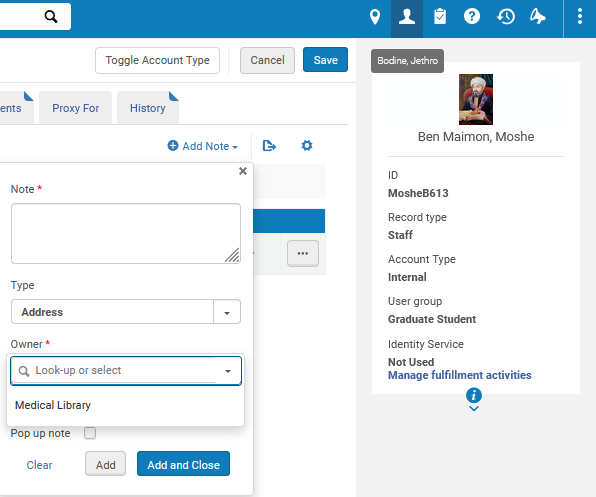 Toggle Account Type
Cancel
Save
Bodine, Jethro
ents
Proxy For
History
Add Note
Note *
Type
Address
Owner *
Look-up or select
Medical Library
Pop up note
Clear
Add
Add and Close
Ben Maimon, Moshe
ID
MosheB613
Record type
Staff
Account Type
Internal
User group
Graduate Student
Identity Service
Not Used
Manage fulfillment activities